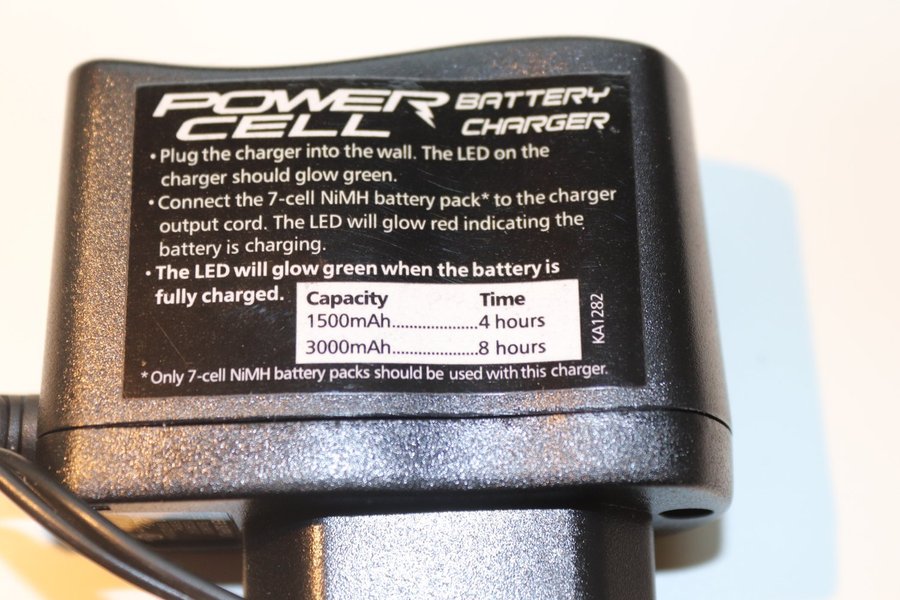 POWER CELL BATTERY CHARGER
• Plug the charger into the wall. The LED on the
charger should glow green.
• Connect the 7-cell NiMH battery pack* to the charger
output cord. The LED will glow red indicating the
battery is charging.
• The LED will glow green when the battery is
fully charged.
Capacity Time
1500mAh....................4 hours
3000mAh....................8 hours
KA1282
* Only 7-cell NiMH battery packs should be used with this charger.